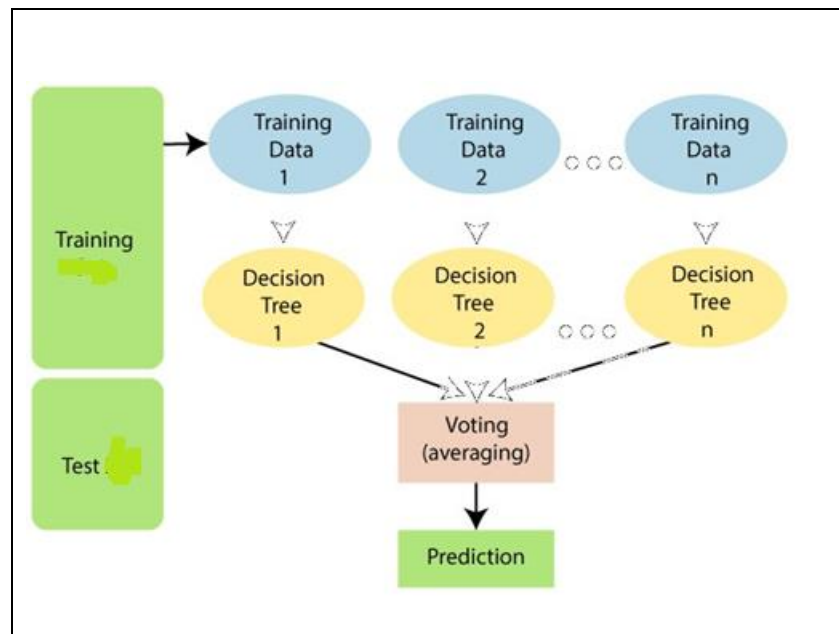 Training
Data
1
Training
Data
2
Training
Data
n
Training
Decision
Tree
1
Decision
Tree
2
Decision
Tree
n
Test
Voting
(averaging)
Prediction